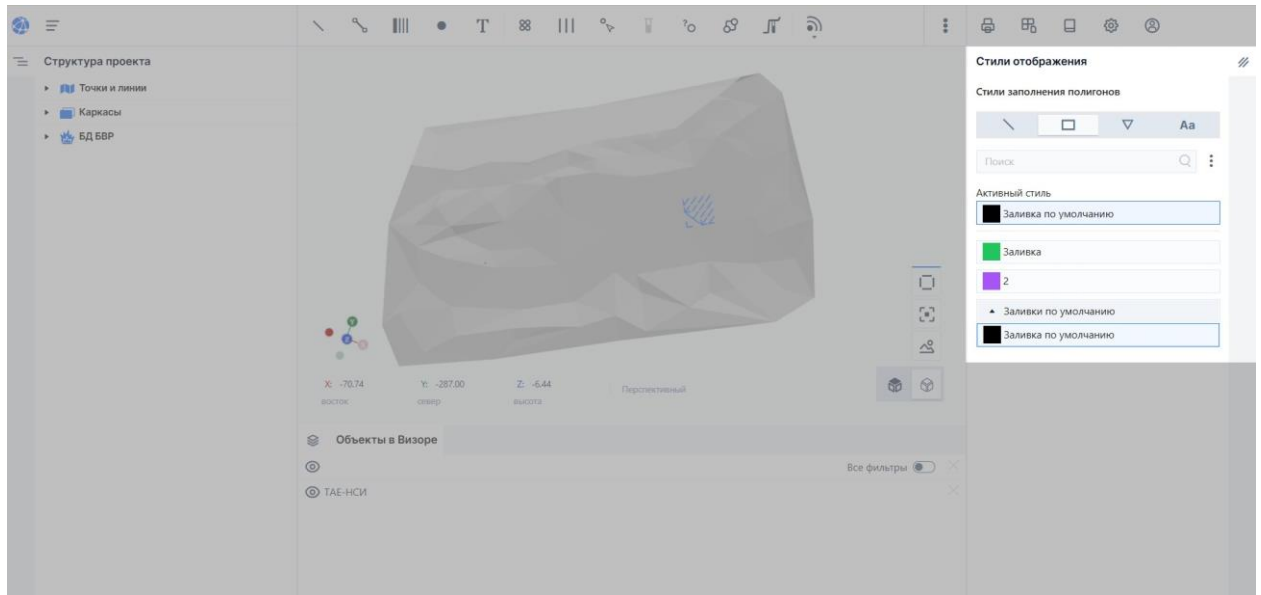 Структура проекта
Точки и линии
Каркасы
БД БВР
T
?
X: -70.74 Y: -287.00 Z: -6.44 Перспективный
восток север высота
Объекты в Визоре
Все фильтры
ТАЕ-НСИ
Стили отображения
Стили заполнения полигонов
Aa
Поиск
Активный стиль
Заливка по умолчанию
Заливка
2
Заливки по умолчанию
Заливка по умолчанию